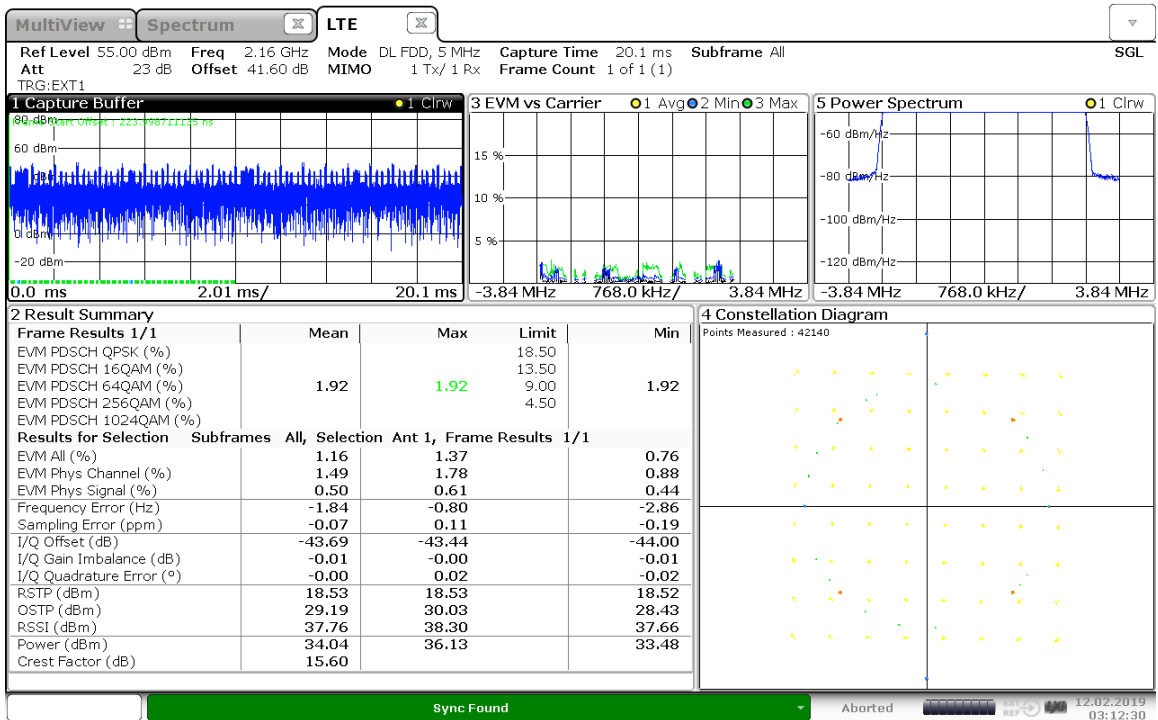 MultiView Spectrum LTE
Ref Level 55.00 dBm Freq 2.16 GHz Mode DL FDD, 5 MHz Capture Time 20.1 ms Subframe All SGL
Att 23 dB Offset 41.60 dB MIMO 1 Tx/ 1 Rx Frame Count 1 of 1 (1)
TRG:EXT1
1 Capture Buffer 1 Clrw
80 dBm
Frame Start Offset : 223.998711135 ns
60 dBm
0 dBm
-20 dBm
0.0 ms 2.01 ms/ 20.1 ms
3 EVM vs Carrier 1 Avg 2 Min 3 Max
15 %
10 %
5 %
-3.84 MHz 768.0 kHz/ 3.84 MHz
5 Power Spectrum 1 Clrw
-60 dBm/Hz
-80 dBm/Hz
-100 dBm/Hz
-120 dBm/Hz
-3.84 MHz 768.0 kHz/ 3.84 MHz
2 Result Summary
Frame Results 1/1 Mean Max Limit Min
EVM PDSCH QPSK (%) 18.50
EVM PDSCH 16QAM (%) 13.50
EVM PDSCH 64QAM (%) 1.92 1.92 9.00 1.92
EVM PDSCH 256QAM (%) 4.50
EVM PDSCH 1024QAM (%)
Results for Selection Subframes All, Selection Ant 1, Frame Results 1/1
EVM All (%) 1.16 1.37 0.76
EVM Phys Channel (%) 1.49 1.78 0.88
EVM Phys Signal (%) 0.50 0.61 0.44
Frequency Error (Hz) -1.84 -0.80 -2.86
Sampling Error (ppm) -0.07 0.11 -0.19
I/Q Offset (dB) -43.69 -43.44 -44.00
I/Q Gain Imbalance (dB) -0.01 -0.00 -0.01
I/Q Quadrature Error (º) -0.00 0.02 -0.02
RSTP (dBm) 18.53 18.53 18.52
OSTP (dBm) 29.19 30.03 28.43
RSSI (dBm) 37.76 38.30 37.66
Power (dBm) 34.04 36.13 33.48
Crest Factor (dB) 15.60
4 Constellation Diagram
Points Measured : 42140
Sync Found Aborted EXT REF 12.02.2019
03:12:30